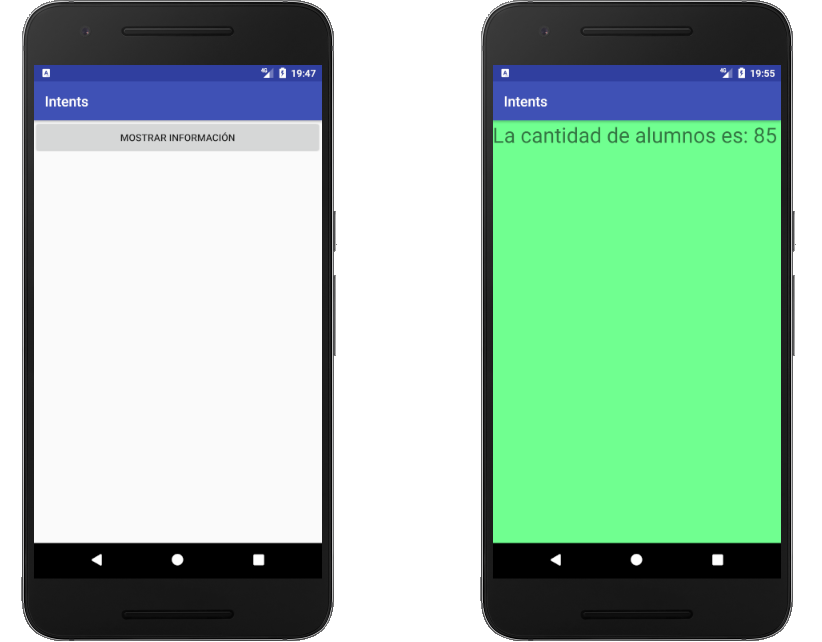 19:47
Intents
MOSTRAR INFORMACIÓN
19:55
Intents
La cantidad de alumnos es: 85